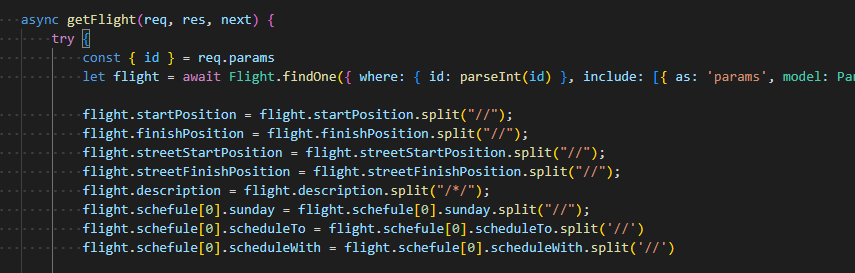 async getFlight(req, res, next) {
try {
const { id } = req.params
let flight = await Flight.findOne({ where: { id: parseInt(id) }, include: [{ as: 'params', model: Par
flight.startPosition = flight.startPosition.split("//");
flight.finishPosition = flight.finishPosition.split("//");
flight.streetStartPosition = flight.streetStartPosition.split("//");
flight.streetFinishPosition = flight.streetFinishPosition.split("//");
flight.description = flight.description.split("/*/");
flight.schefule[0].sunday = flight.schefule[0].sunday.split("//");
flight.schefule[0].scheduleTo = flight.schefule[0].scheduleTo.split('//')
flight.schefule[0].scheduleWith = flight.schefule[0].scheduleWith.split('//')